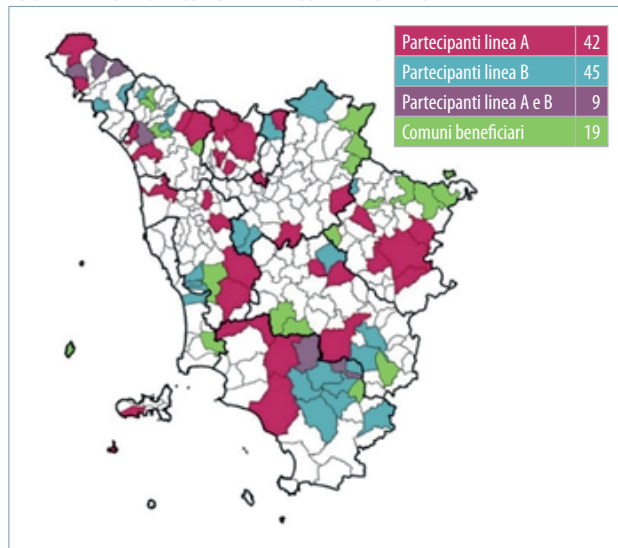 Partecipanti linea A 42
Partecipanti linea B 45
Partecipanti linea A e B 9
Comuni beneficiari 19